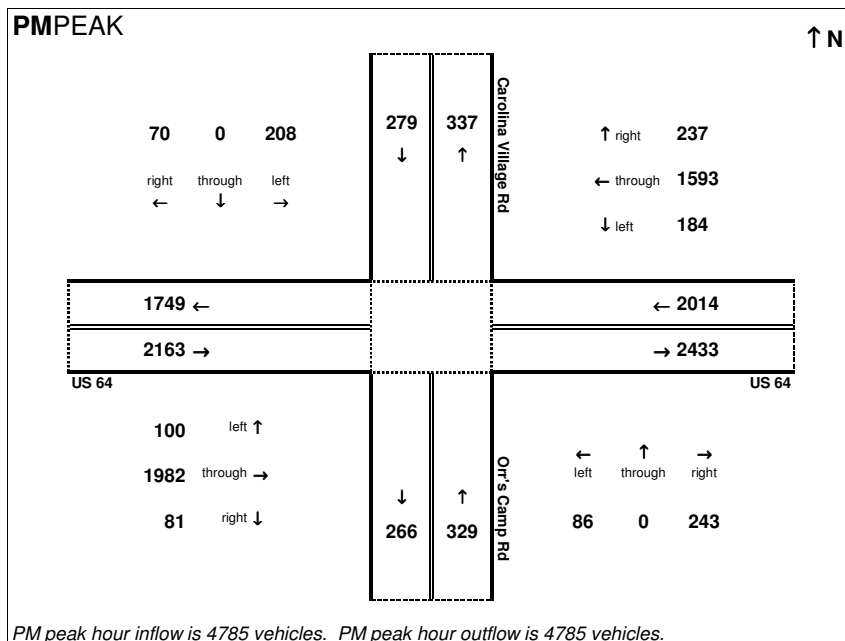 PMPEAK
↑ N
70 0 208
right through left
← ↓ →
279 337
↓ ↑
Carolina Village Rd
↑ right 237
← through 1593
↓ left 184
1749 ←
← 2014
2163 →
→ 2433
US 64
US 64
100 left ↑
1982 through →
81 right ↓
↓ ↑
266 329
Orr's Camp Rd
← ↑ →
left through right
86 0 243
PM peak hour inflow is 4785 vehicles. PM peak hour outflow is 4785 vehicles.